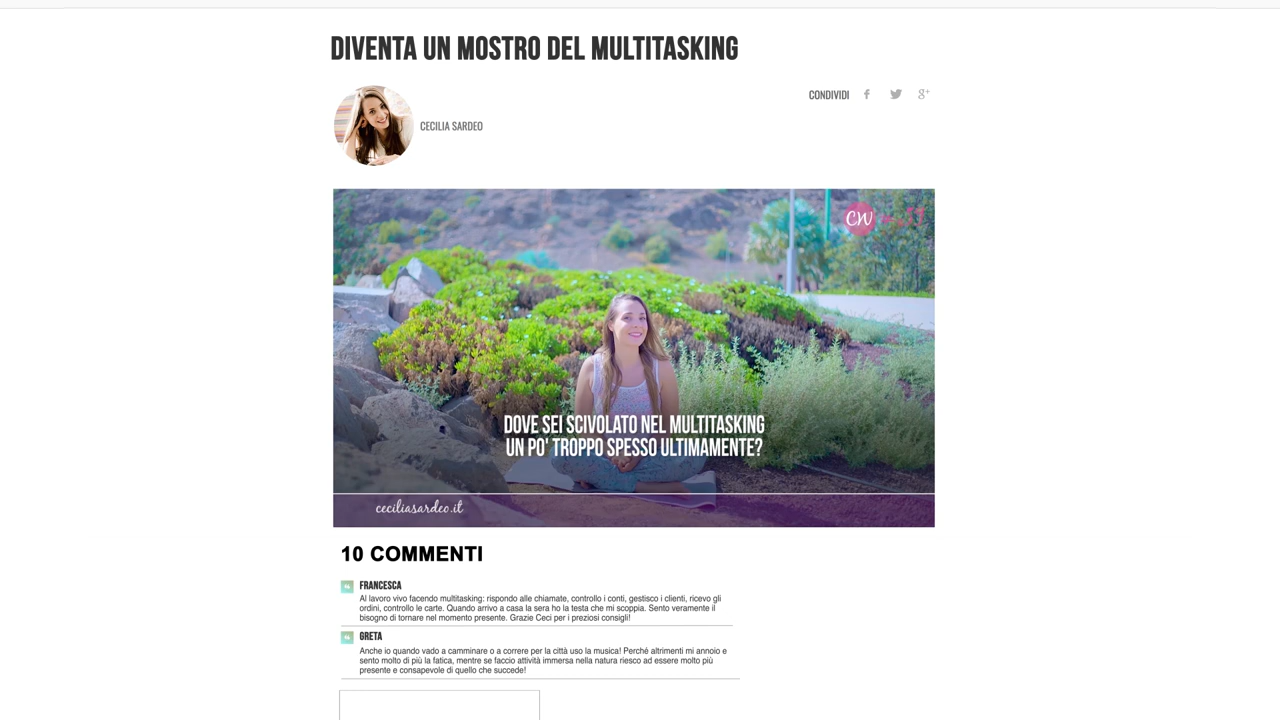 DIVENTA UN MOSTRO DEL MULTITASKING
CONDIVIDI
CECILIA SARDEO
CW
DOVE SEI SCIVOLATO NEL MULTITASKING
UN PO' TROPPO SPESSO ULTIMAMENTE?
ceciliasardeo.it
10 COMMENTI
FRANCESCA
Al lavoro vivo facendo multitasking: rispondo alle chiamate, controllo i conti, gestisco i clienti, ricevo gli
ordini, controllo le carte. Quando arrivo a casa la sera ho la testa che mi scoppia. Sento veramente il
bisogno di tornare nel momento presente. Grazie Ceci per i preziosi consigli!
GRETA
Anche io quando vado a camminare o a correre per la città uso la musica! Perché altrimenti mi annoio e
sento molto di più la fatica, mentre se faccio attività immersa nella natura riesco ad essere molto più
presente e consapevole di quello che succede!